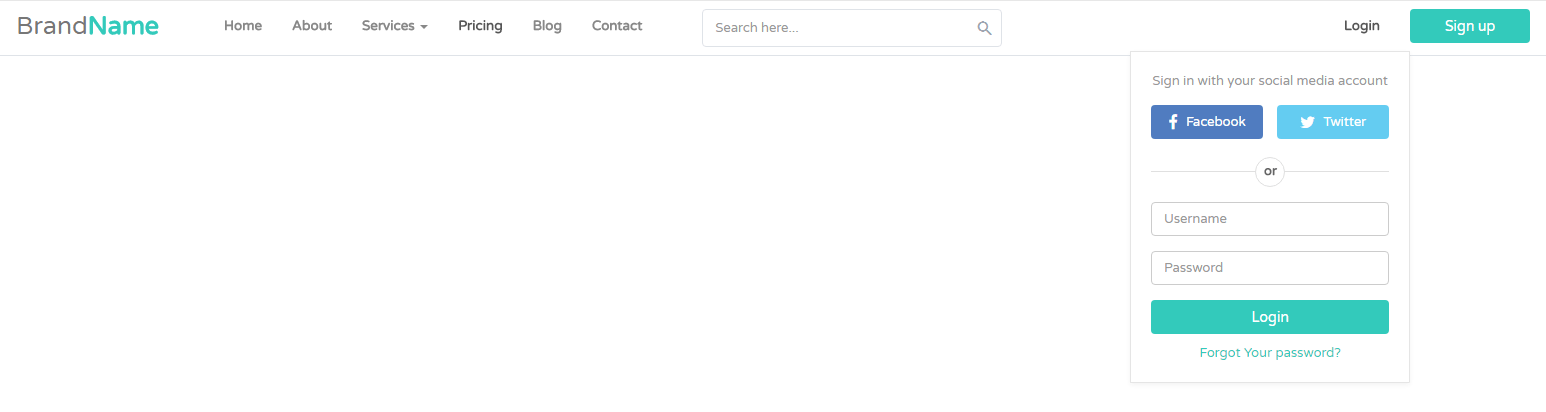 BrandName Home About Services Pricing Blog Contact Search here... Login Sign up
Sign in with your social media account
Facebook Twitter
or
Username
Password
Login
Forgot Your password?